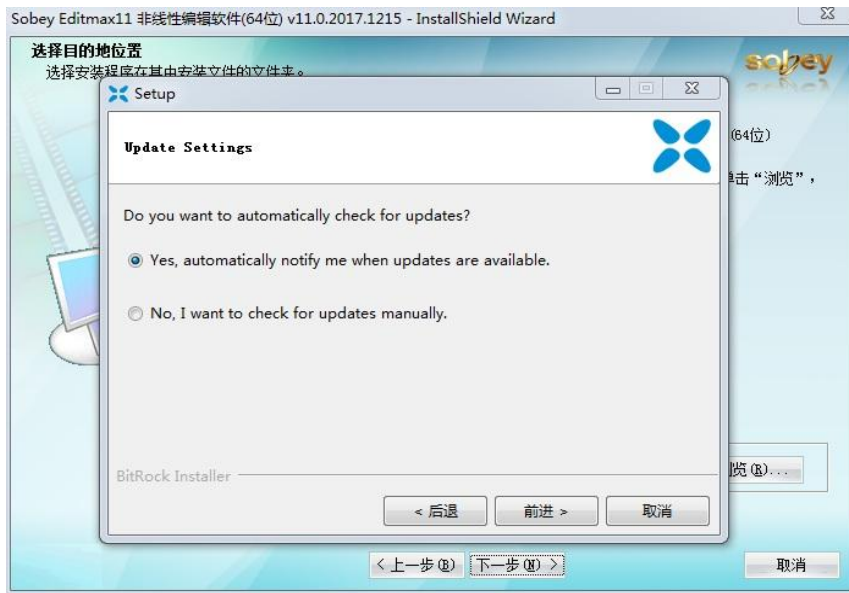 Sobey Editmax11 非线性编辑软件(64位) v11.0.2017.1215 - InstallShield Wizard
选择目的地位置
选择安装程序在其中安装文件的文件夹。
sobey
Setup
(64位)
Update Settings
单击“浏览”，
Do you want to automatically check for updates?
Yes, automatically notify me when updates are available.
No, I want to check for updates manually.
览(R)...
BitRock Installer
< 后退
前进 >
取消
< 上一步(B)
下一步(N) >
取消